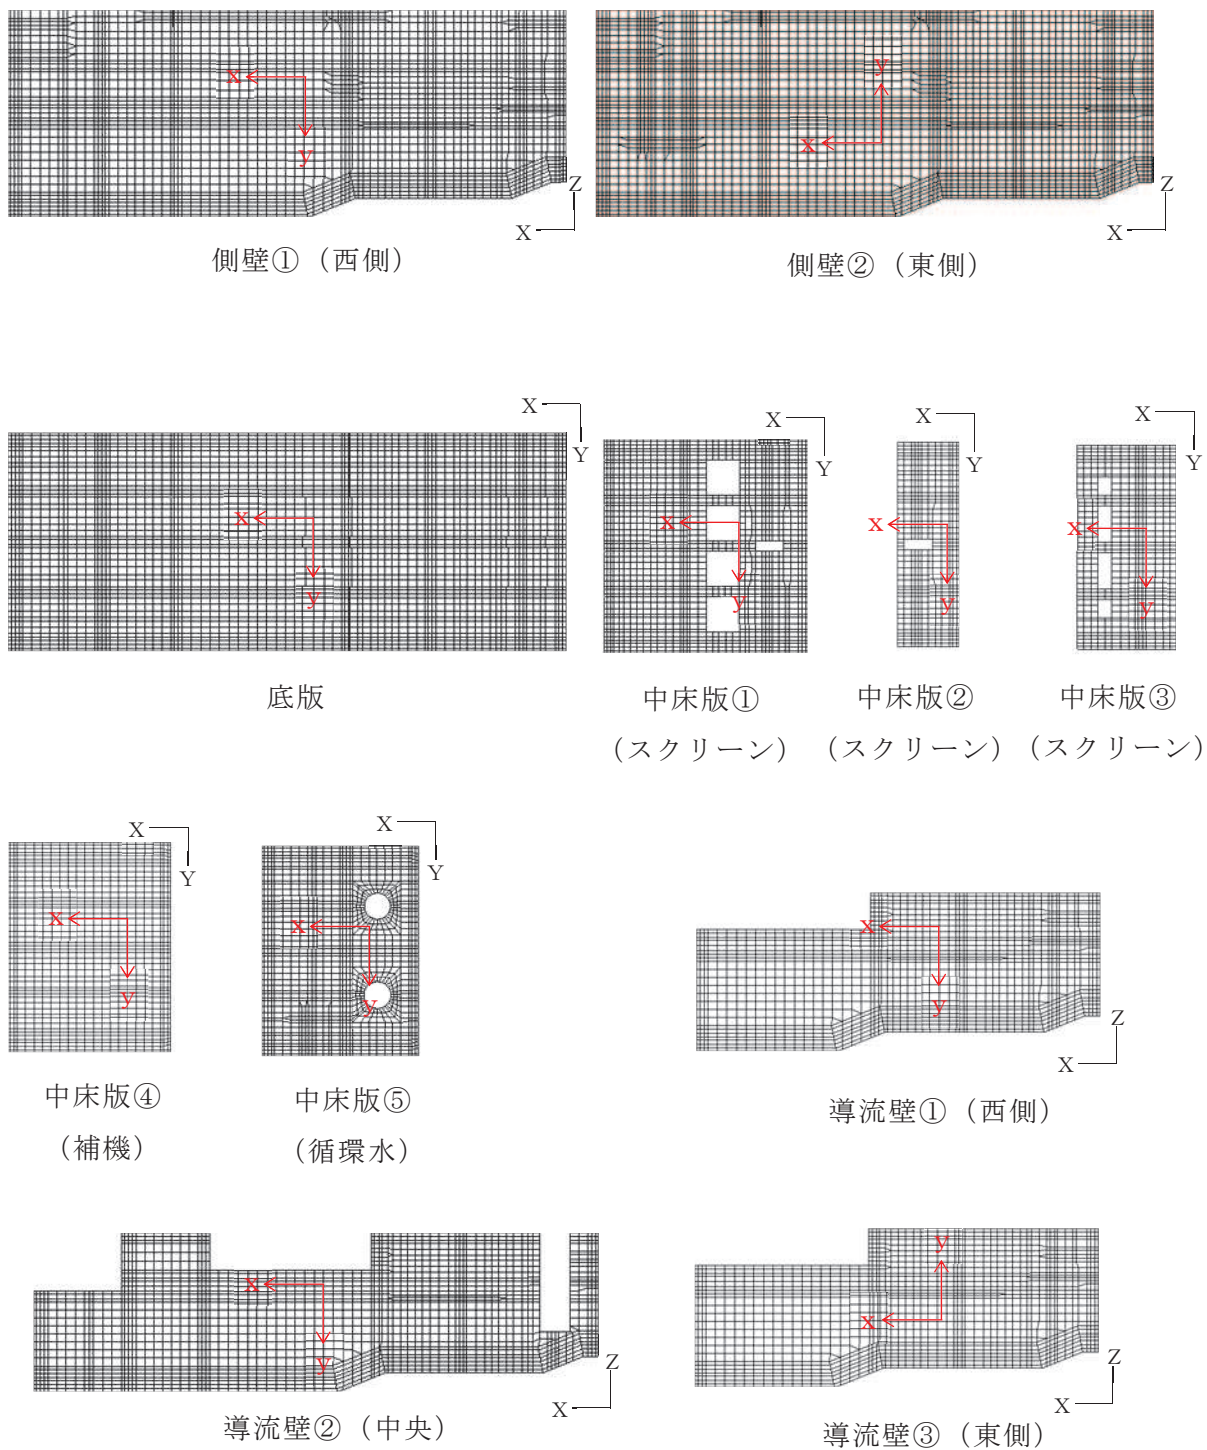 x
y
Z
X
側壁①（西側）
y
x
Z
X
側壁②（東側）
X
Y
x
y
底版
X
Y
x
y
中床版①
（スクリーン）
X
Y
x
y
中床版②
（スクリーン）
X
Y
x
y
中床版③
（スクリーン）
X
Y
x
y
中床版④
（補機）
X
Y
x
y
中床版⑤
（循環水）
x
y
Z
X
導流壁①（西側）
x
y
Z
X
導流壁②（中央）
y
x
Z
X
導流壁③（東側）